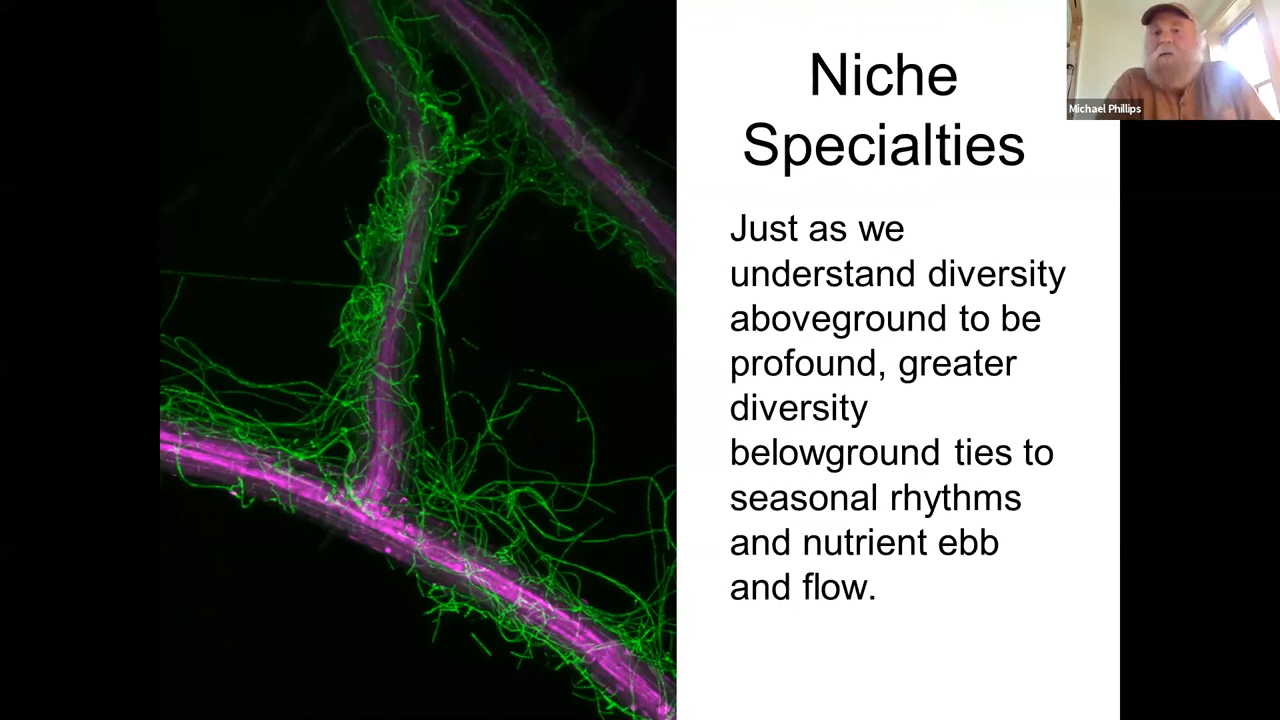 Niche
Specialties
Just as we
understand diversity
aboveground to be
profound, greater
diversity
belowground ties to
seasonal rhythms
and nutrient ebb
and flow.
Michael Phillips